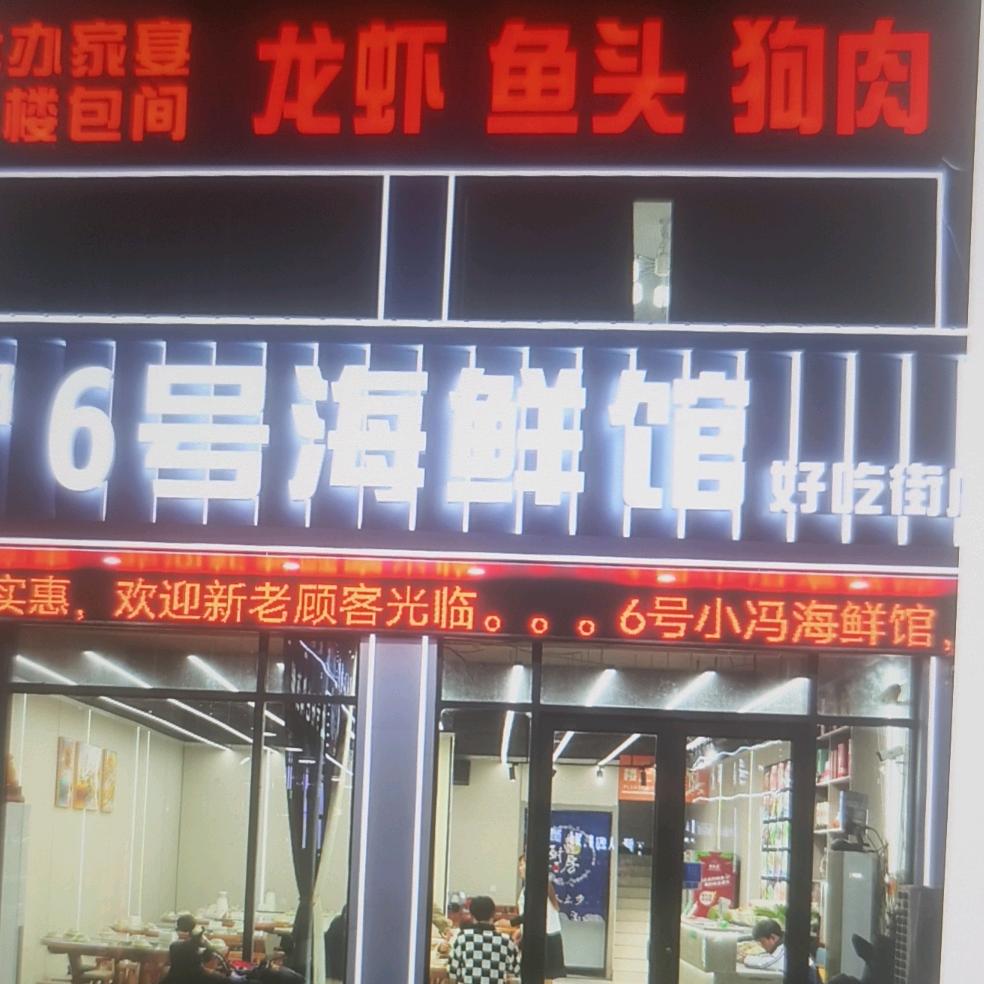 办家宴
楼包间
龙虾 鱼头 狗肉
6号海鲜馆
好吃街
实惠，欢迎新老顾客光临。。。6号小冯海鲜馆，